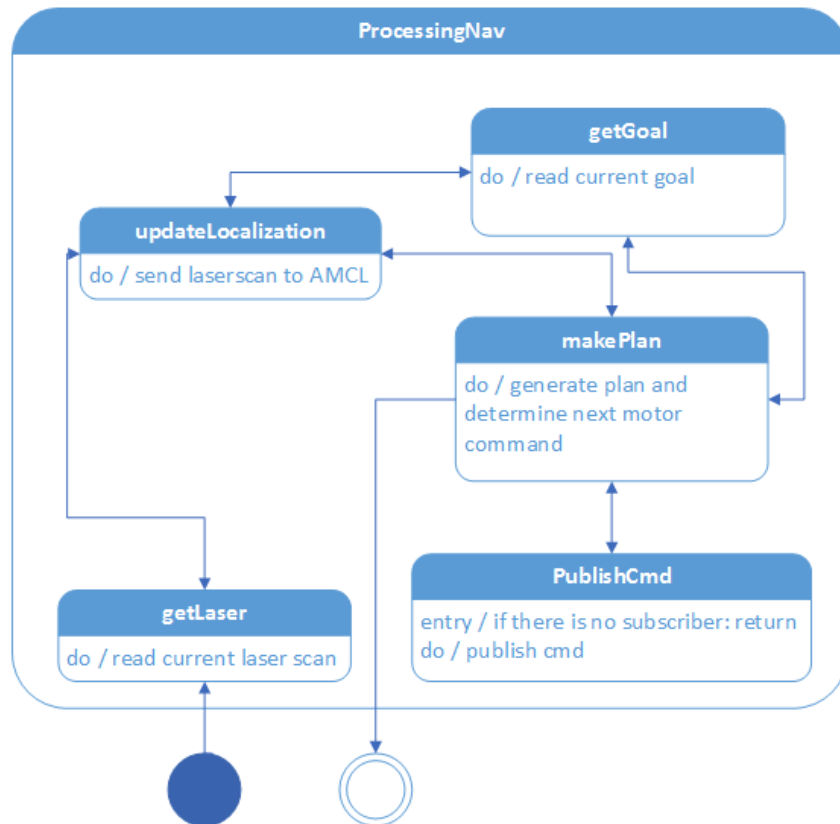 ProcessingNav
getGoal
do / read current goal
updateLocalization
do / send laserscan to AMCL
makePlan
do / generate plan and
determine next motor
command
PublishCmd
entry / if there is no subscriber: return
do / publish cmd
getLaser
do / read current laser scan